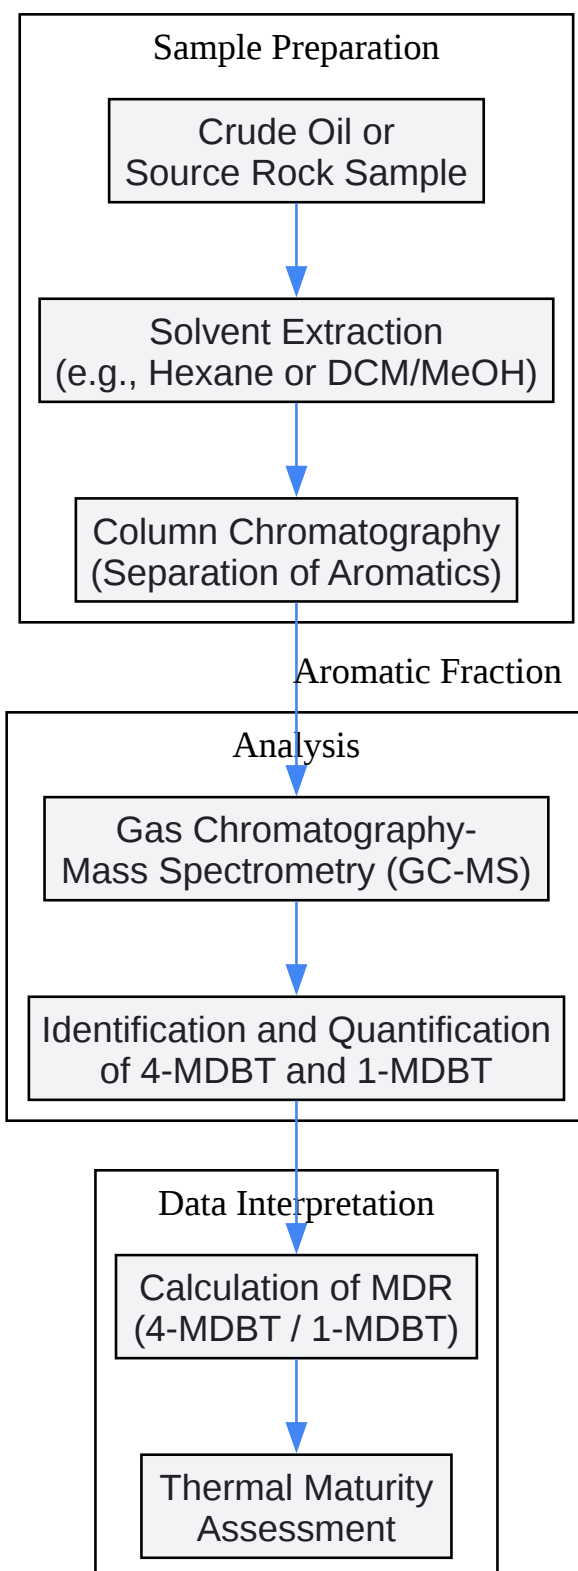 Sample Preparation
Crude Oil or
Source Rock Sample
Solvent Extraction
(e.g., Hexane or DCM/MeOH)
Column Chromatography
(Separation of Aromatics)
Aromatic Fraction
Analysis
Gas Chromatography-
Mass Spectrometry (GC-MS)
Identification and Quantification
of 4-MDBT and 1-MDBT
Data Interpretation
Calculation of MDR
(4-MDBT / 1-MDBT)
Thermal Maturity
Assessment